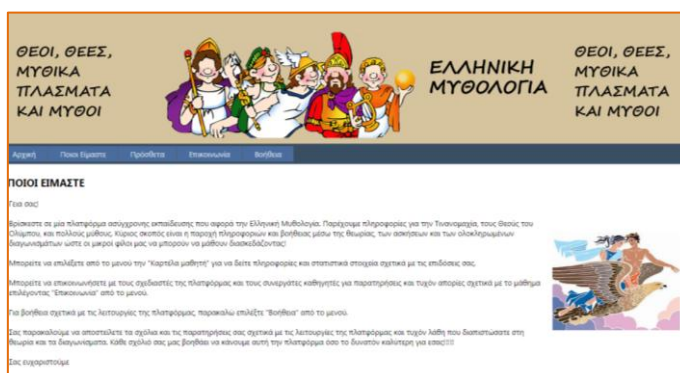 ΘΕΟΙ, ΘΕΕΣ,
ΜΥΘΙΚΑ
ΠΛΑΣΜΑΤΑ
ΚΑΙ ΜΥΘΟΙ
ΕΛΛΗΝΙΚΗ
ΜΥΘΟΛΟΓΙΑ
ΘΕΟΙ, ΘΕΕΣ,
ΜΥΘΙΚΑ
ΠΛΑΣΜΑΤΑ
ΚΑΙ ΜΥΘΟΙ
Αρχική Ποιοι Είμαστε Πρόσθετα Επικοινωνία Βοήθεια
ΠΟΙΟΙ ΕΙΜΑΣΤΕ
Γεια σας!
Βρίσκεστε σε μία πλατφόρμα ασύγχρονης εκπαίδευσης που αφορά την Ελληνική Μυθολογία. Παρέχουμε πληροφορίες για την Τιτανομαχία, τους Θεούς του
Ολύμπου, και πολλούς μύθους. Κύριος σκοπός είναι η παροχή πληροφοριών και βοήθειας μέσω της θεωρίας, των ασκήσεων και των ολοκληρωμένων
διαγωνισμάτων ώστε οι μικροί φίλοι μας να μπορούν να μάθουν διασκεδάζοντας!
Μπορείτε να επιλέξετε από το μενού την "Καρτέλα μαθητή" για να δείτε πληροφορίες και στατιστικά στοιχεία σχετικά με τις επιδόσεις σας.
Μπορείτε να επικοινωνήσετε με τους σχεδιαστές της πλατφόρμας και τους συνεργάτες καθηγητές για παρατηρήσεις και τυχόν απορίες σχετικά με το μάθημα
επιλέγοντας "Επικοινωνία" από το μενού.
Για βοήθεια σχετικά με τις λειτουργίες της πλατφόρμας, παρακαλώ επιλέξτε "Βοήθεια" από το μενού.
Σας παρακαλούμε να αποστείλετε τα σχόλια και τις παρατηρήσεις σας σχετικά με τις λειτουργίες της πλατφόρμας και τυχόν λάθη που διαπιστώσατε στη
θεωρία και τα διαγωνίσματα. Κάθε σχόλιό σας μας βοηθάει να κάνουμε αυτή την πλατφόρμα όσο το δυνατόν καλύτερη για εσας!!!!
Σας ευχαριστούμε